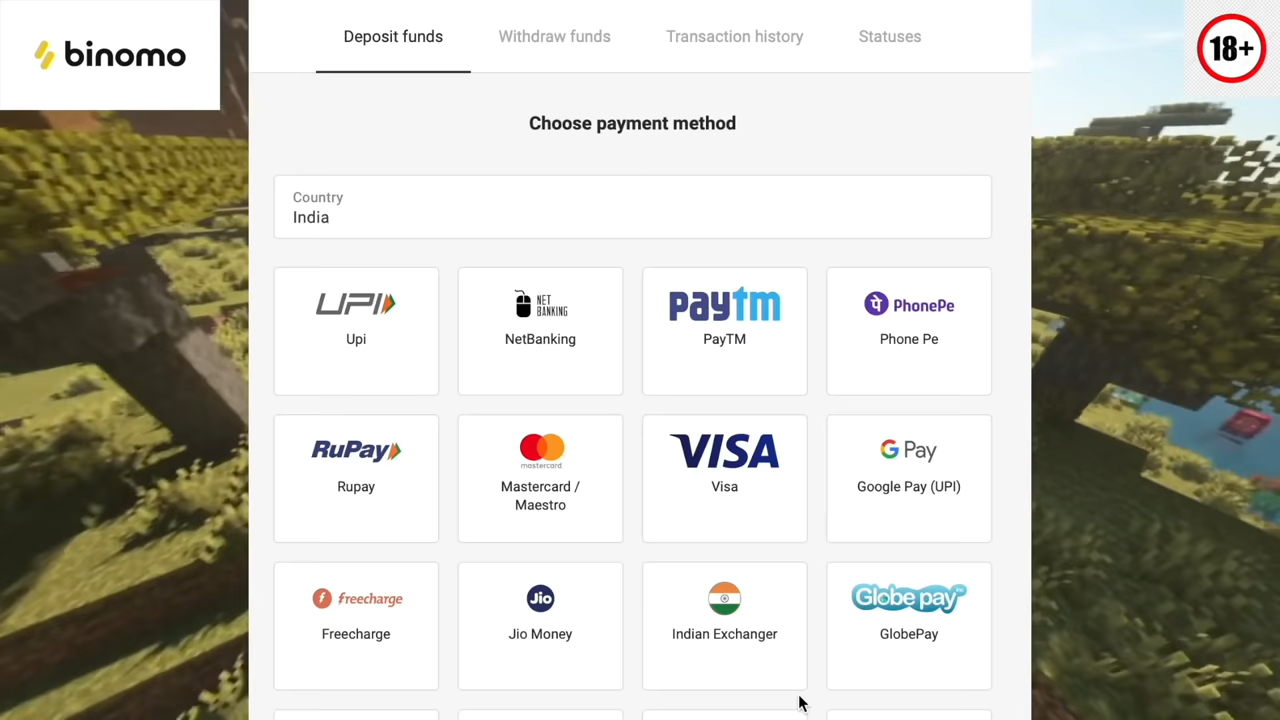 binomo
18+
Deposit funds
Withdraw funds
Transaction history
Statuses
Choose payment method
Country
India
UPI
Upi
NET
BANKING
NetBanking
paytm
PayTM
पे PhonePe
Phone Pe
RuPay
Rupay
mastercard
Mastercard /
Maestro
VISA
Visa
G Pay
Google Pay (UPI)
freecharge
Freecharge
Jio
Jio Money
Indian Exchanger
Globe pay
GlobePay